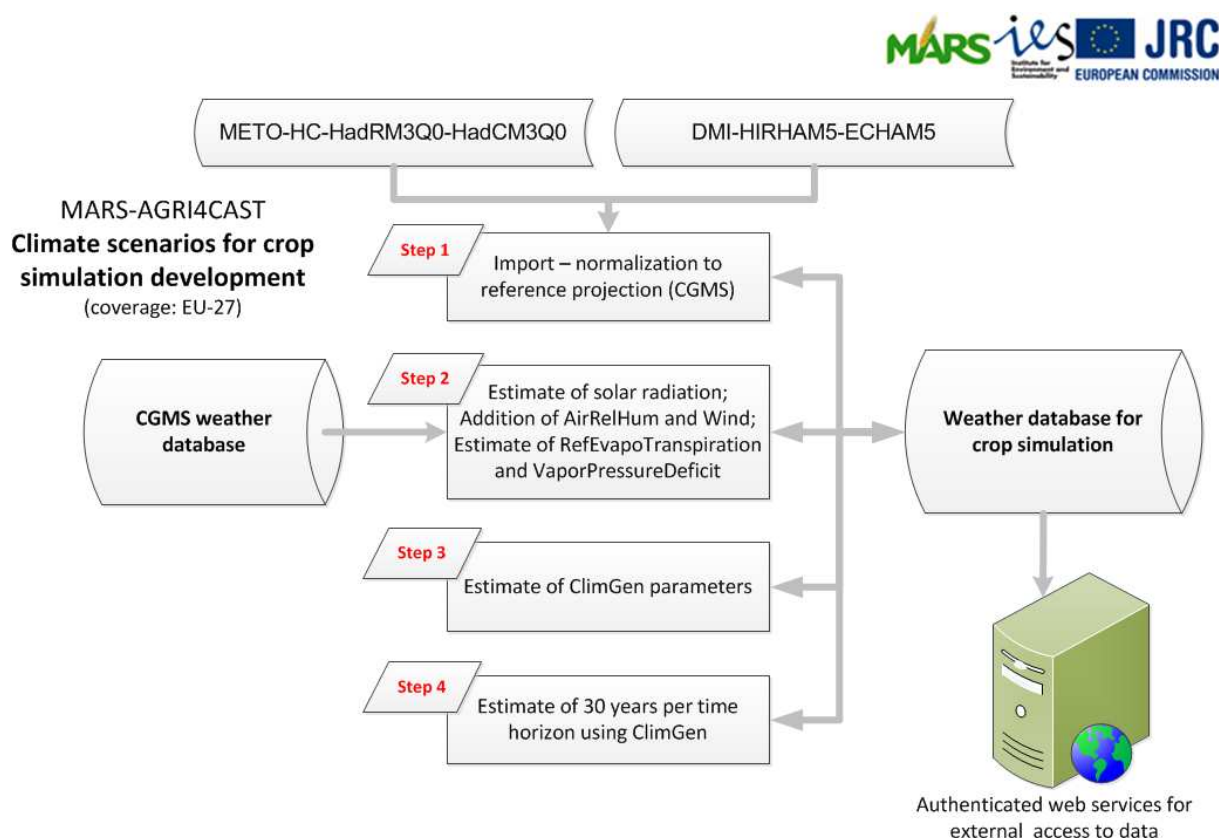 MARS ies JRC
Institute for
Environment and
Sustainability
EUROPEAN COMMISSION
METO-HC-HadRM3Q0-HadCM3Q0
DMI-HIRHAM5-ECHAM5
MARS-AGRI4CAST
Climate scenarios for crop
simulation development
(coverage: EU-27)
Step 1
Import – normalization to
reference projection (CGMS)
CGMS weather
database
Step 2
Estimate of solar radiation;
Addition of AirRelHum and Wind;
Estimate of RefEvapoTranspiration
and VaporPressureDeficit
Weather database for
crop simulation
Step 3
Estimate of ClimGen parameters
Step 4
Estimate of 30 years per time
horizon using ClimGen
Authenticated web services for
external access to data